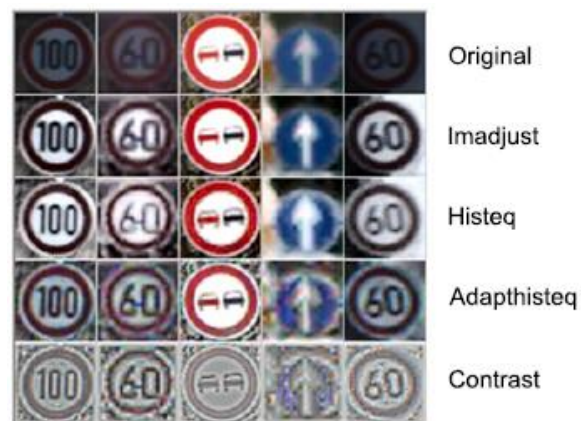 100 60 60 Original
100 60 60 Imadjust
100 60 60 Histeq
100 60 60 Adapthisteq
100 60 60 Contrast